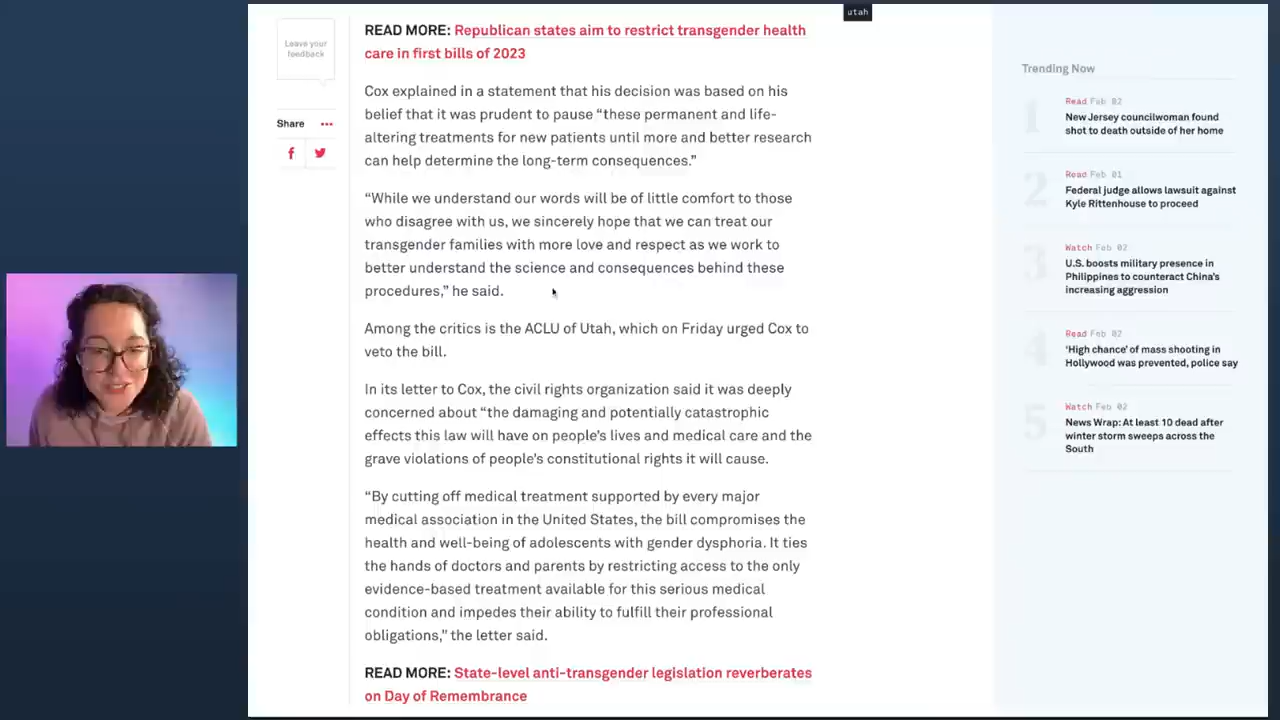 utah
Leave your
feedback
Share
READ MORE: Republican states aim to restrict transgender health
care in first bills of 2023
Cox explained in a statement that his decision was based on his
belief that it was prudent to pause “these permanent and life-
altering treatments for new patients until more and better research
can help determine the long-term consequences.”
“While we understand our words will be of little comfort to those
who disagree with us, we sincerely hope that we can treat our
transgender families with more love and respect as we work to
better understand the science and consequences behind these
procedures,” he said.
Among the critics is the ACLU of Utah, which on Friday urged Cox to
veto the bill.
In its letter to Cox, the civil rights organization said it was deeply
concerned about “the damaging and potentially catastrophic
effects this law will have on people’s lives and medical care and the
grave violations of people’s constitutional rights it will cause.
“By cutting off medical treatment supported by every major
medical association in the United States, the bill compromises the
health and well-being of adolescents with gender dysphoria. It ties
the hands of doctors and parents by restricting access to the only
evidence-based treatment available for this serious medical
condition and impedes their ability to fulfill their professional
obligations,” the letter said.
READ MORE: State-level anti-transgender legislation reverberates
on Day of Remembrance
Trending Now
1
Read Feb 02
New Jersey councilwoman found
shot to death outside of her home
2
Read Feb 01
Federal judge allows lawsuit against
Kyle Rittenhouse to proceed
3
Watch Feb 02
U.S. boosts military presence in
Philippines to counteract China’s
increasing aggression
4
Read Feb 02
‘High chance’ of mass shooting in
Hollywood was prevented, police say
5
Watch Feb 02
News Wrap: At least 10 dead after
winter storm sweeps across the
South